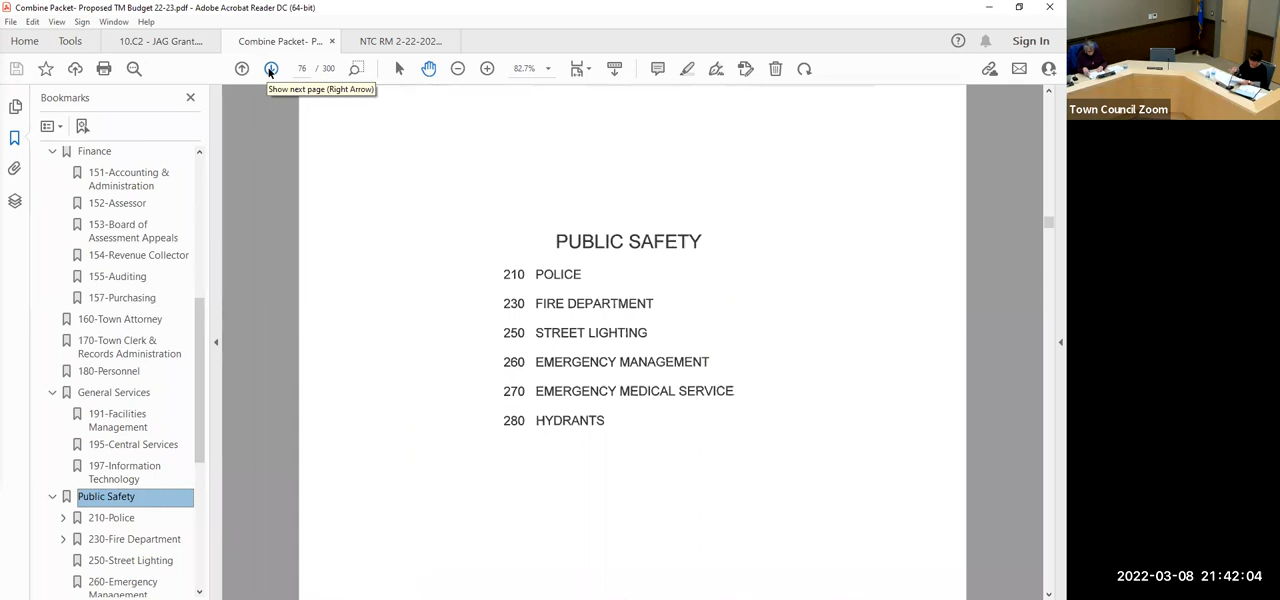 Combine Packet- Proposed TM Budget 22-23.pdf - Adobe Acrobat Reader DC (64-bit)
File Edit View Sign Window Help
Home Tools 10.C2 - JAG Grant.... Combine Packet- P... × NTC RM 2-22-202... Sign In
76 / 300 82.7%
Show next page (Right Arrow)
Bookmarks
Finance
151-Accounting &
Administration
152-Assessor
153-Board of
Assessment Appeals
154-Revenue Collector
155-Auditing
157-Purchasing
160-Town Attorney
170-Town Clerk &
Records Administration
180-Personnel
General Services
191-Facilities
Management
195-Central Services
197-Information
Technology
Public Safety
210-Police
230-Fire Department
250-Street Lighting
260-Emergency
Management
PUBLIC SAFETY
210 POLICE
230 FIRE DEPARTMENT
250 STREET LIGHTING
260 EMERGENCY MANAGEMENT
270 EMERGENCY MEDICAL SERVICE
280 HYDRANTS
Town Council Zoom
2022-03-08 21:42:04